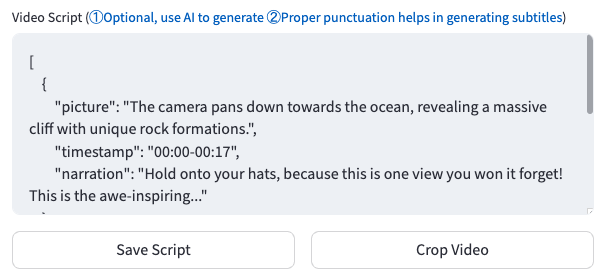 Video Script (①Optional, use AI to generate ②Proper punctuation helps in generating subtitles)
[
{
"picture": "The camera pans down towards the ocean, revealing a massive
cliff with unique rock formations.",
"timestamp": "00:00-00:17",
"narration": "Hold onto your hats, because this is one view you won it forget!
This is the awe-inspiring..."
Save Script
Crop Video